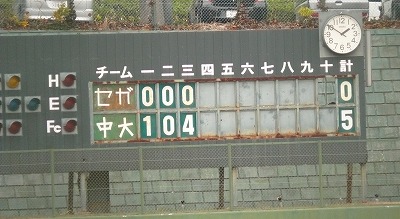 チーム 一 二 三 四 五 六 七 八 九 十 計
H セガ 0 0 0 0
E 中大 1 0 4 5
Fc